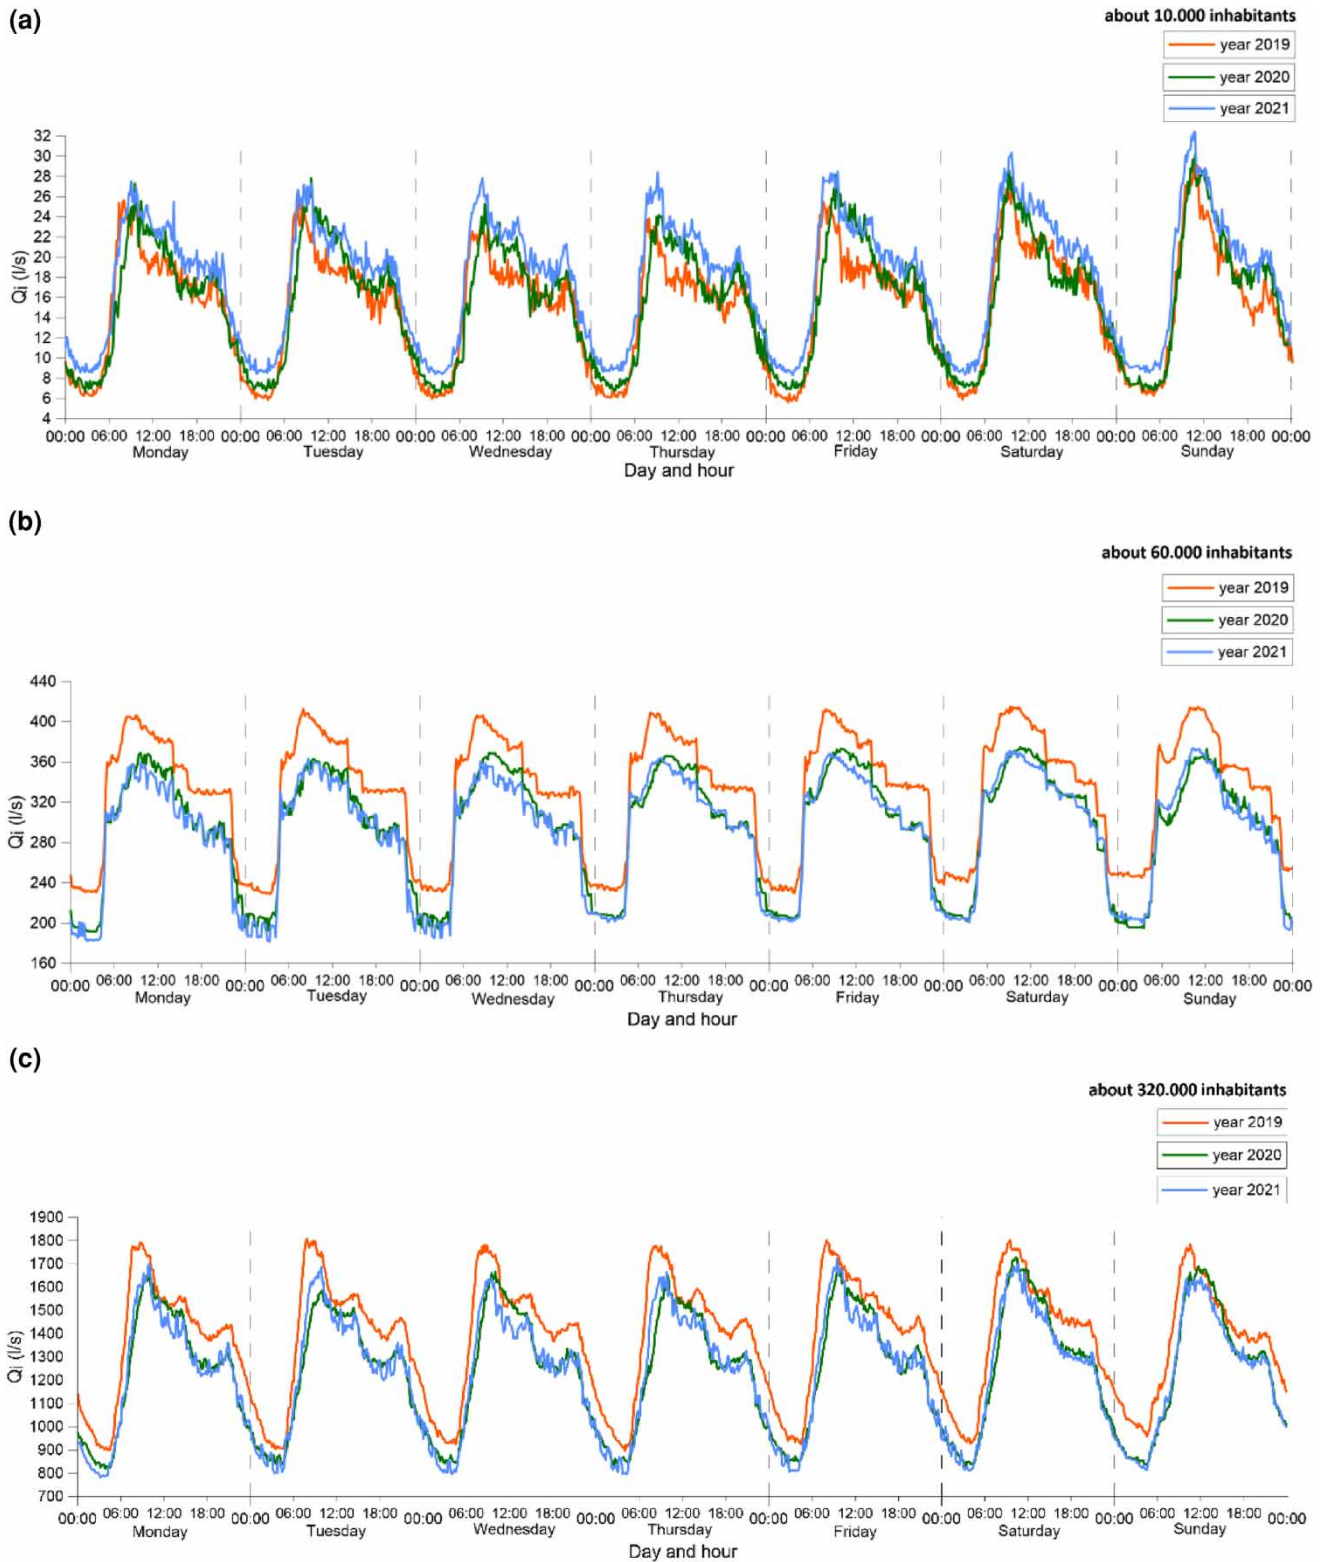 (a)
about 10.000 inhabitants
year 2019
year 2020
year 2021
32
30
28
26
24
22
20
18
16
14
12
10
8
6
4
Qi (l/s)
00:00 06:00 12:00 18:00 00:00 06:00 12:00 18:00 00:00 06:00 12:00 18:00 00:00 06:00 12:00 18:00 00:00 06:00 12:00 18:00 00:00 06:00 12:00 18:00 00:00 06:00 12:00 18:00 00:00
Monday Tuesday Wednesday Thursday Friday Saturday Sunday
Day and hour
(b)
about 60.000 inhabitants
year 2019
year 2020
year 2021
440
400
360
320
280
240
200
160
Qi (l/s)
00:00 06:00 12:00 18:00 00:00 06:00 12:00 18:00 00:00 06:00 12:00 18:00 00:00 06:00 12:00 18:00 00:00 06:00 12:00 18:00 00:00 06:00 12:00 18:00 00:00 06:00 12:00 18:00 00:00
Monday Tuesday Wednesday Thursday Friday Saturday Sunday
Day and hour
(c)
about 320.000 inhabitants
year 2019
year 2020
year 2021
1900
1800
1700
1600
1500
1400
1300
1200
1100
1000
900
800
700
Qi (l/s)
00:00 06:00 12:00 18:00 00:00 06:00 12:00 18:00 00:00 06:00 12:00 18:00 00:00 06:00 12:00 18:00 00:00 06:00 12:00 18:00 00:00 06:00 12:00 18:00 00:00 06:00 12:00 18:00 00:00
Monday Tuesday Wednesday Thursday Friday Saturday Sunday
Day and hour